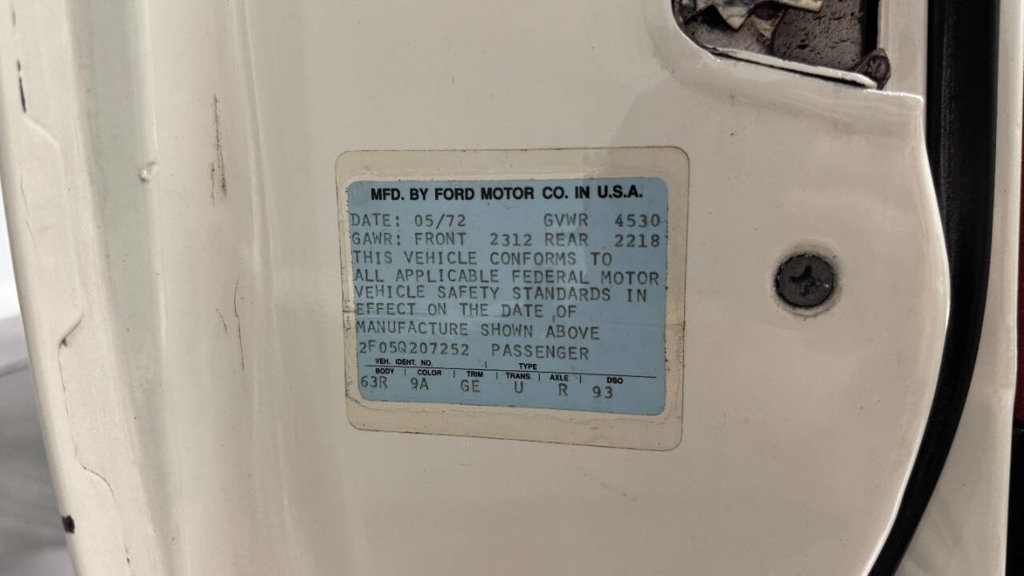 MFD. BY FORD MOTOR CO. IN U.S.A.
DATE: 05/72 GVWR 4530
GAWR: FRONT 2312 REAR 2218
THIS VEHICLE CONFORMS TO
ALL APPLICABLE FEDERAL MOTOR
VEHICLE SAFETY STANDARDS IN
EFFECT ON THE DATE OF
MANUFACTURE SHOWN ABOVE
2F05Q207252 PASSENGER
VEH. IDENT. NO. TYPE
BODY COLOR TRIM TRANS. AXLE DSO
63R 9A GE U R 93